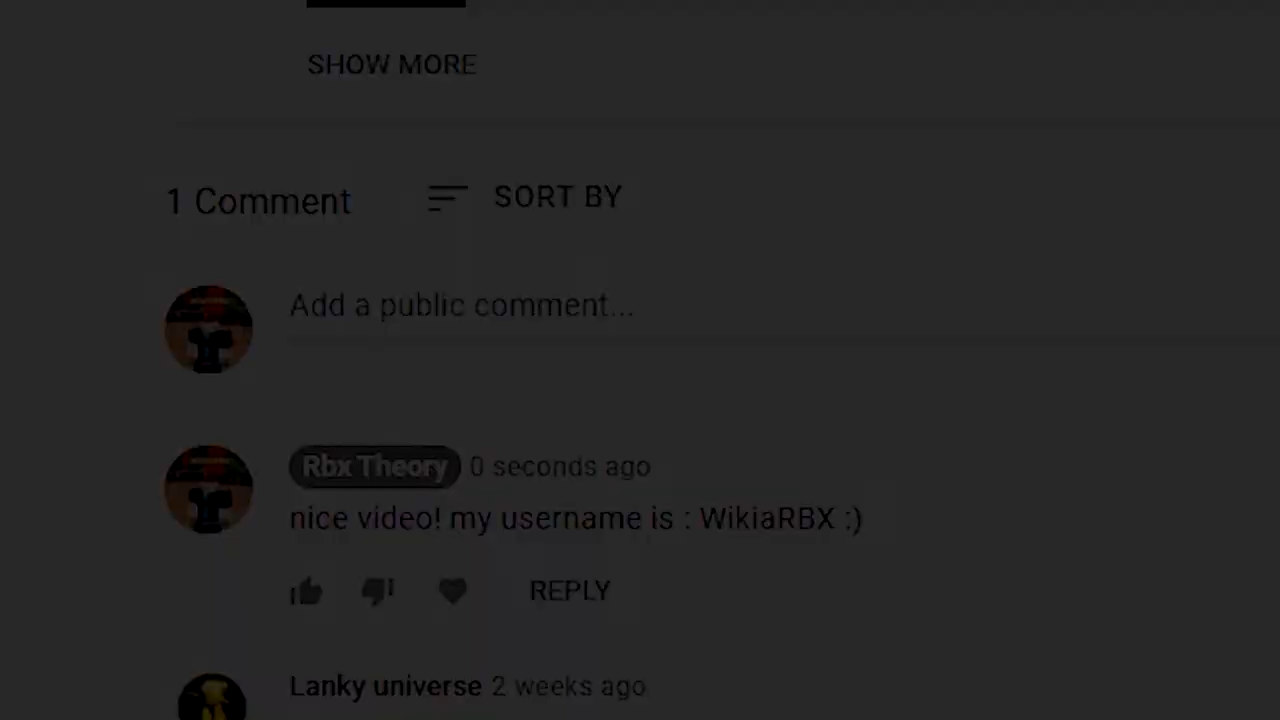 SHOW MORE
1 Comment SORT BY
Add a public comment...
Rbx Theory 0 seconds ago
nice video! my username is : WikiaRBX :)
REPLY
Lanky universe 2 weeks ago